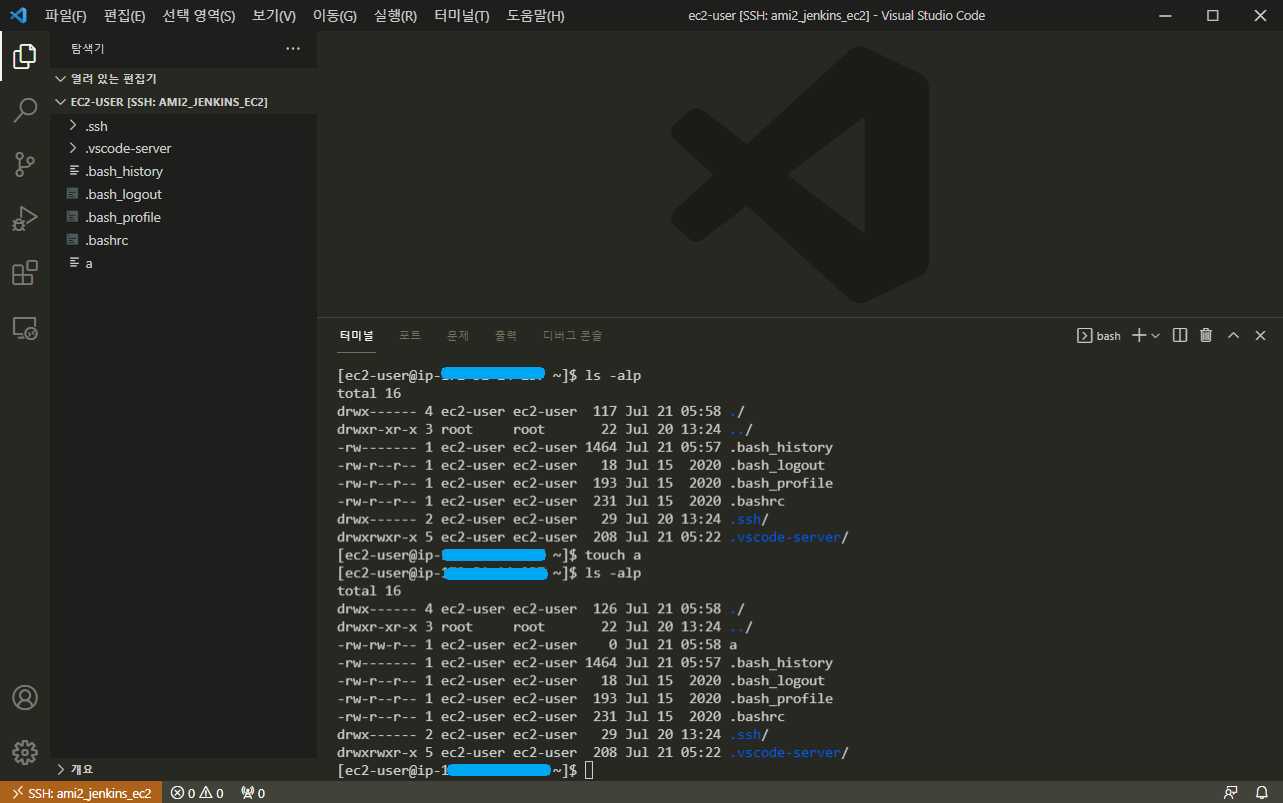 파일(F) 편집(E) 선택 영역(S) 보기(V) 이동(G) 실행(R) 터미널(T) 도움말(H) ec2-user [SSH: ami2_jenkins_ec2] - Visual Studio Code
탐색기 ...
열려 있는 편집기
EC2-USER [SSH: AMI2_JENKINS_EC2]
.ssh
.vscode-server
.bash_history
.bash_logout
.bash_profile
.bashrc
a
개요
터미널 포트 문제 출력 디버그 콘솔 bash
[ec2-user@ip- ~]$ ls -alp
total 16
drwx------ 4 ec2-user ec2-user  117 Jul 21 05:58 ./
drwxr-xr-x 3 root     root       22 Jul 20 13:24 ../
-rw------- 1 ec2-user ec2-user 1464 Jul 21 05:57 .bash_history
-rw-r--r-- 1 ec2-user ec2-user   18 Jul 15  2020 .bash_logout
-rw-r--r-- 1 ec2-user ec2-user  193 Jul 15  2020 .bash_profile
-rw-r--r-- 1 ec2-user ec2-user  231 Jul 15  2020 .bashrc
drwx------ 2 ec2-user ec2-user   29 Jul 20 13:24 .ssh/
drwxrwxr-x 5 ec2-user ec2-user  208 Jul 21 05:22 .vscode-server/
[ec2-user@ip- ~]$ touch a
[ec2-user@ip- ~]$ ls -alp
total 16
drwx------ 4 ec2-user ec2-user  126 Jul 21 05:58 ./
drwxr-xr-x 3 root     root       22 Jul 20 13:24 ../
-rw-rw-r-- 1 ec2-user ec2-user    0 Jul 21 05:58 a
-rw------- 1 ec2-user ec2-user 1464 Jul 21 05:57 .bash_history
-rw-r--r-- 1 ec2-user ec2-user   18 Jul 15  2020 .bash_logout
-rw-r--r-- 1 ec2-user ec2-user  193 Jul 15  2020 .bash_profile
-rw-r--r-- 1 ec2-user ec2-user  231 Jul 15  2020 .bashrc
drwx------ 2 ec2-user ec2-user   29 Jul 20 13:24 .ssh/
drwxrwxr-x 5 ec2-user ec2-user  208 Jul 21 05:22 .vscode-server/
[ec2-user@ip-1 ~]$
SSH: ami2_jenkins_ec2 0 0 0